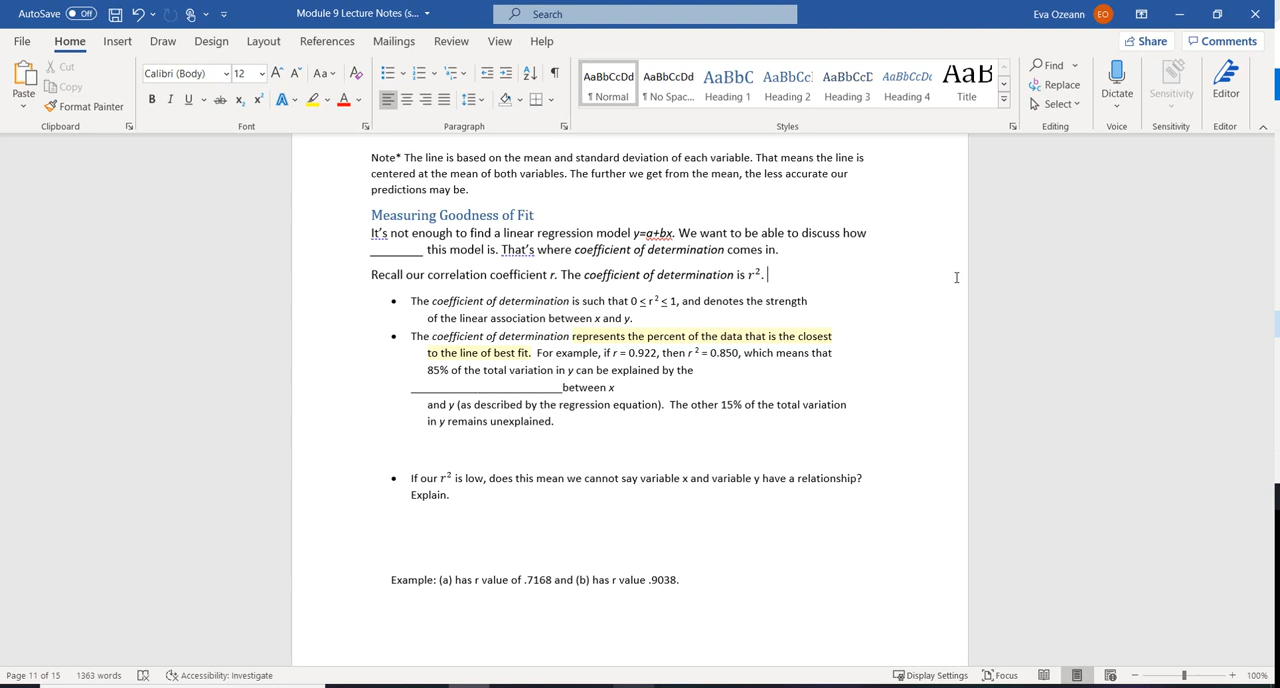 AutoSave Off Module 9 Lecture Notes (s... Search Eva Ozeann EO
File Home Insert Draw Design Layout References Mailings Review View Help Share Comments
Paste Cut Copy Format Painter Clipboard
Calibri (Body) 12 Font
Paragraph
AaBbCcDd ¶ Normal AaBbCcDd ¶ No Spac... AaBbC Heading 1 AaBbCc Heading 2 AaBbCcD Heading 3 AaBbCcDc Heading 4 AaB Title Styles
Find Replace Select Editing
Dictate Voice Sensitivity Sensitivity Editor Editor
Note* The line is based on the mean and standard deviation of each variable. That means the line is
centered at the mean of both variables. The further we get from the mean, the less accurate our
predictions may be.
Measuring Goodness of Fit
It's not enough to find a linear regression model y=a+bx. We want to be able to discuss how
________ this model is. That's where coefficient of determination comes in.
Recall our correlation coefficient r. The coefficient of determination is r².
• The coefficient of determination is such that 0 ≤ r² ≤ 1, and denotes the strength
of the linear association between x and y.
• The coefficient of determination represents the percent of the data that is the closest
to the line of best fit. For example, if r = 0.922, then r² = 0.850, which means that
85% of the total variation in y can be explained by the
______________________between x
and y (as described by the regression equation). The other 15% of the total variation
in y remains unexplained.
• If our r² is low, does this mean we cannot say variable x and variable y have a relationship?
Explain.
Example: (a) has r value of .7168 and (b) has r value .9038.
Page 11 of 15 1363 words Accessibility: Investigate Display Settings Focus 100%